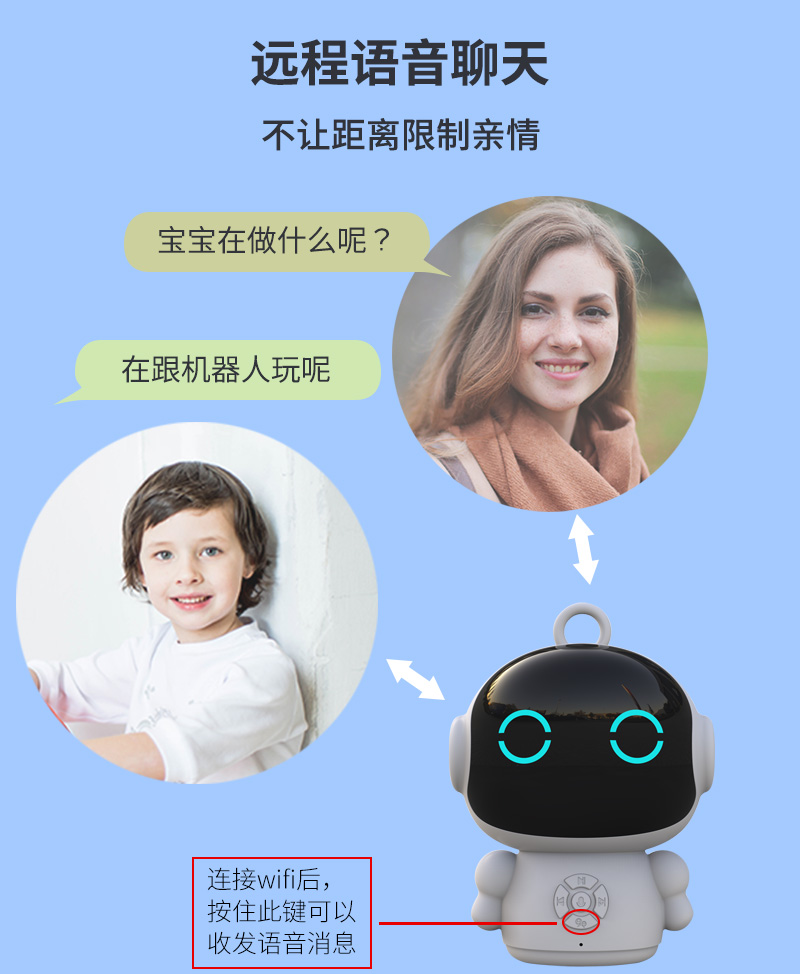 远程语音聊天
不让距离限制亲情
宝宝在做什么呢？
在跟机器人玩呢
连接wifi后，
按住此键可以
收发语音消息